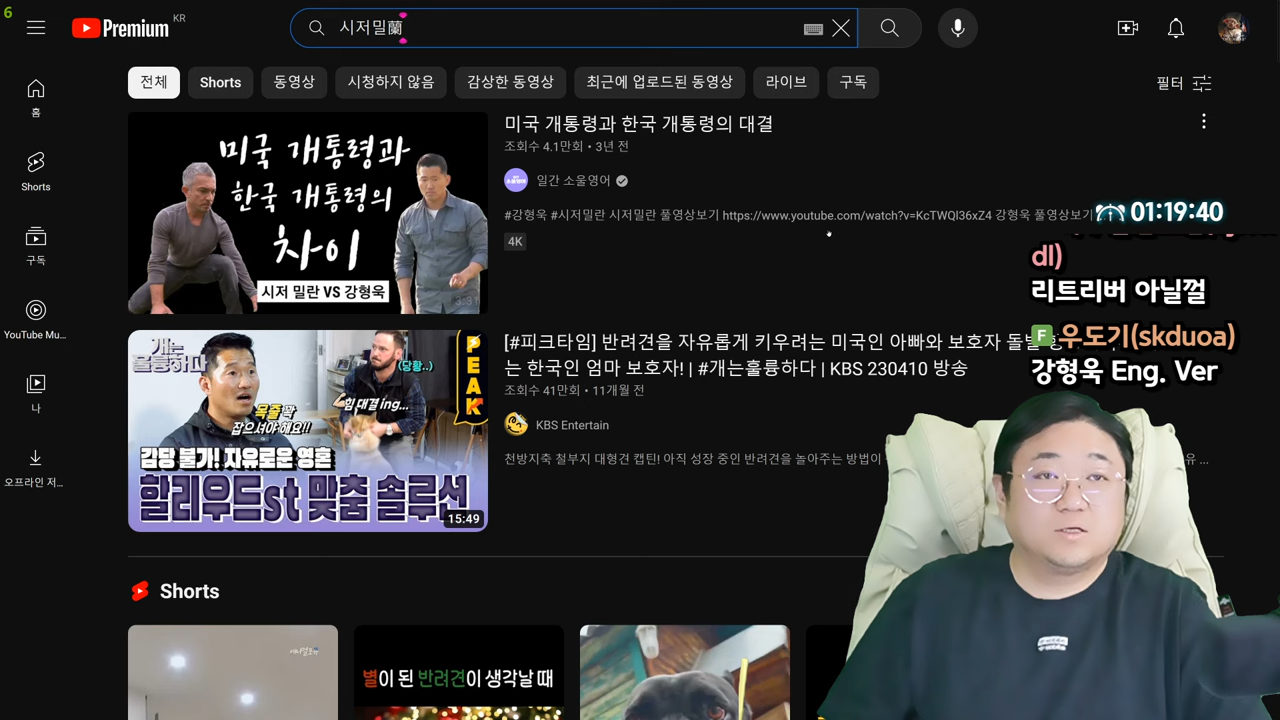 6
Premium KR
시저밀蘭
전체 Shorts 동영상 시청하지 않음 감상한 동영상 최근에 업로드된 동영상 라이브 구독 필터
홈
Shorts
구독
YouTube Mu...
나
오프라인 저...
미국 개통령과
한국 개통령의
차이
시저 밀란 VS 강형욱
3:31
미국 개통령과 한국 개통령의 대결
조회수 4.1만회 • 3년 전
일간 소울영어
#강형욱 #시저밀란 시저밀란 풀영상보기 https://www.youtube.com/watch?v=KcTWQl36xZ4 강형욱 풀영상보기
4K
01:19:40
dl)
리트리버 아닐껄
F 우도기(skduoa)
강형욱 Eng. Ver
개는
훌륭하다
목줄 꽉
잡으셔야 해요!!
힘 대결 ing...
(당황..)
PEAK
감당 불가! 자유로운 영혼
할리우드st 맞춤 솔루션
15:49
[#피크타임] 반려견을 자유롭게 키우려는 미국인 아빠와 보호자
는 한국인 엄마 보호자! | #개는훌륭하다 | KBS 230410 방송
조회수 41만회 • 11개월 전
KBS Entertain
천방지축 철부지 대형견 캡틴! 아직 성장 중인 반려견을 놀아주는 방법이
Shorts
별이 된 반려견이 생각날 때